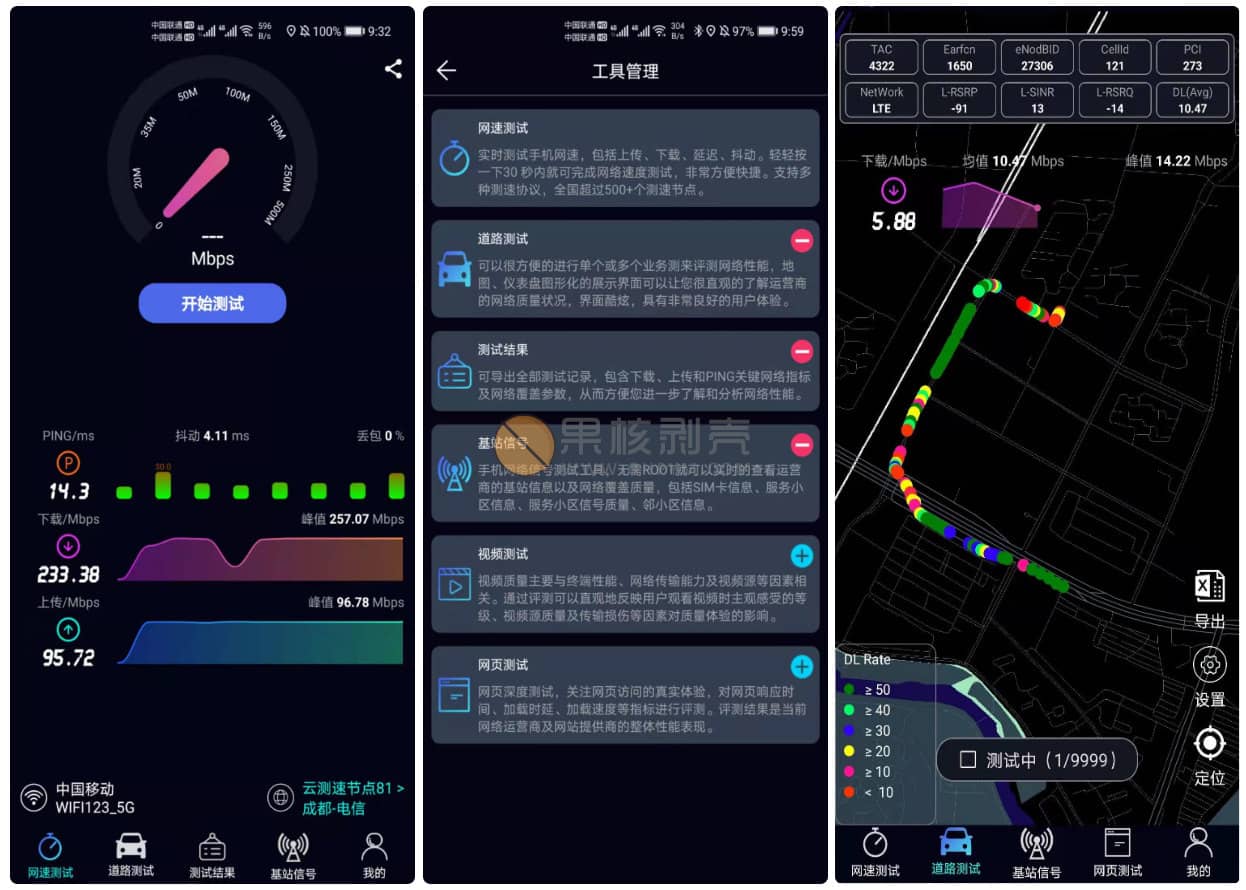 中国联通 HD
中国联通 HD
596
B/s
100%
9:32
20M
35M
50M
100M
150M
250M
500M
0
---
Mbps
开始测试
PING/ms
抖动 4.11 ms
丢包 0 %
P
14.3
50.0
下载/Mbps
峰值 257.07 Mbps
233.38
上传/Mbps
峰值 96.78 Mbps
95.72
中国移动
WIFI123_5G
云测速节点81 >
成都-电信
网速测试
道路测试
测试结果
基站信号
我的
中国联通 HD
中国联通 HD
304
B/s
97%
9:59
工具管理
网速测试
实时测试手机网速，包括上传、下载、延迟、抖动。轻轻按
一下30 秒内就可完成网络速度测试，非常方便快捷。支持多
种测速协议，全国超过500+个测速节点。
道路测试
可以很方便的进行单个或多个业务测来评测网络性能，地
图、仪表盘图形化的展示界面可以让您很直观的了解运营商
的网络质量状况，界面酷炫，具有非常良好的用户体验。
测试结果
可导出全部测试记录，包含下载、上传和PING关键网络指标
及网络覆盖参数，从而方便您进一步了解和分析网络性能。
基站信号
果核剥壳
手机网络信号测试工具。无需ROOT就可以实时的查看运营
商的基站信息以及网络覆盖质量，包括SIM卡信息、服务小
区信息、服务小区信号质量、邻小区信息。
视频测试
视频质量主要与终端性能、网络传输能力及视频源等因素相
关。通过评测可以直观地反映用户观看视频时主观感受的等
级、视频源质量及传输损伤等因素对质量体验的影响。
网页测试
网页深度测试，关注网页访问的真实体验，对网页响应时
间、加载时延、加载速度等指标进行评测。评测结果是当前
网络运营商及网站提供商的整体性能表现。
TAC
4322
Earfcn
1650
eNodBID
27306
CellId
121
PCI
273
NetWork
LTE
L-RSRP
-91
L-SINR
13
L-RSRQ
-14
DL(Avg)
10.47
下载/Mbps
均值 10.47 Mbps
峰值 14.22 Mbps
5.88
导出
设置
定位
DL Rate
≥ 50
≥ 40
≥ 30
≥ 20
≥ 10
< 10
测试中（1/9999）
网速测试
道路测试
基站信号
网页测试
我的